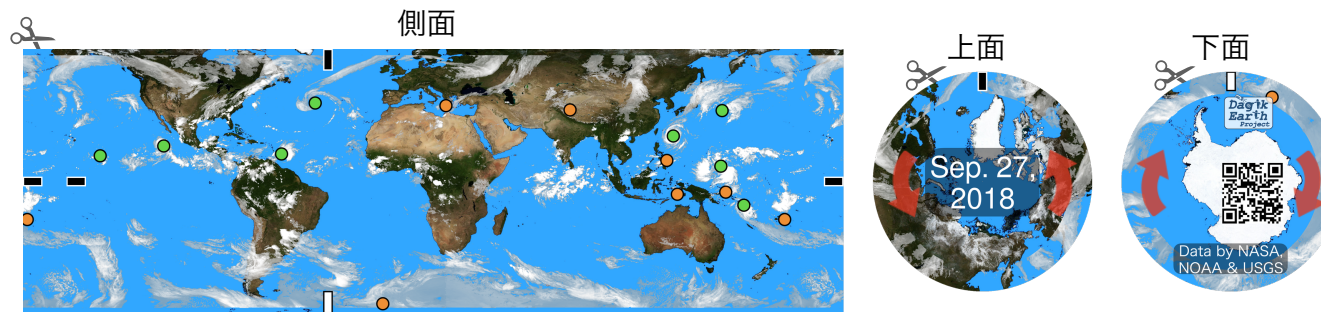 側面
上面
下面
Sep. 27,
2018
Dagik
Earth
Project
Data by NASA,
NOAA & USGS